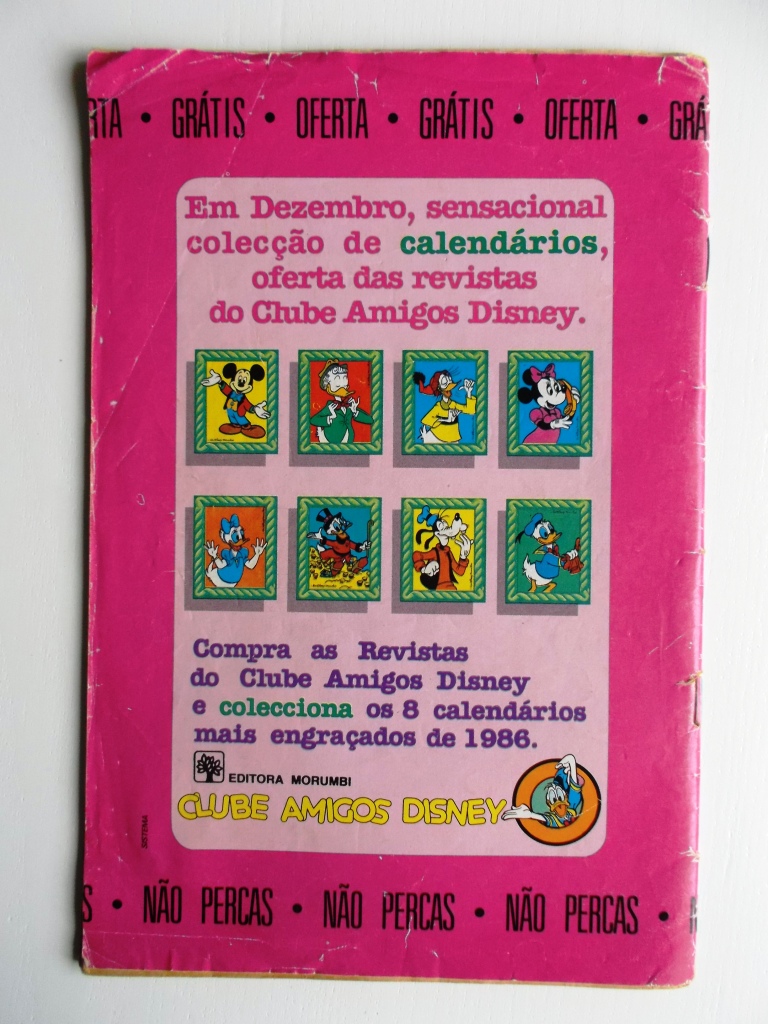 RTA • GRÁTIS • OFERTA • GRÁTIS • OFERTA • GRÁ
Em Dezembro, sensacional
colecção de calendários,
oferta das revistas
do Clube Amigos Disney.
Compra as Revistas
do Clube Amigos Disney
e colecciona os 8 calendários
mais engraçados de 1986.
EDITORA MORUMBI
CLUBE AMIGOS DISNEY
SISTEMA
S • NÃO PERCAS • NÃO PERCAS • NÃO PERCAS • N